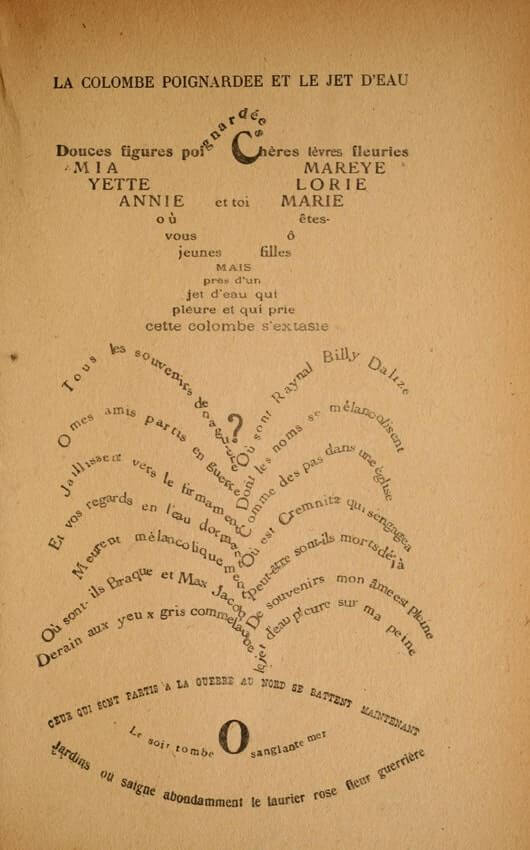 LA COLOMBE POIGNARDEE ET LE JET D'EAU
Douces figures poignardées Chères lèvres fleuries
MIA MAREYE
YETTE LORIE
ANNIE et toi MARIE
où êtes-
vous ô
jeunes filles
MAIS
près d'un
jet d'eau qui
pleure et qui prie
cette colombe s'extasie
Tous les souvenirs de naguère
O mes amis partis en guerre
Jaillissent vers le firmament
Et vos regards en l'eau dormant
Meurent mélancoliquement
Où sont-ils Braque et Max Jacob
Derain aux yeux gris comme l'aube
?
Où sont Raynal Billy Dalize
Dont les noms se mélancolisent
Comme des pas dans une église
Où est Cremnitz qui s'engagea
Peut-être sont-ils morts déjà
De souvenirs mon âme est pleine
Le jet d'eau pleure sur ma peine
CEUX QUI SONT PARTIS A LA GUERRE AU NORD SE BATTENT MAINTENANT
Le soir tombe O sanglante mer
Jardins où saigne abondamment le laurier rose fleur guerrière